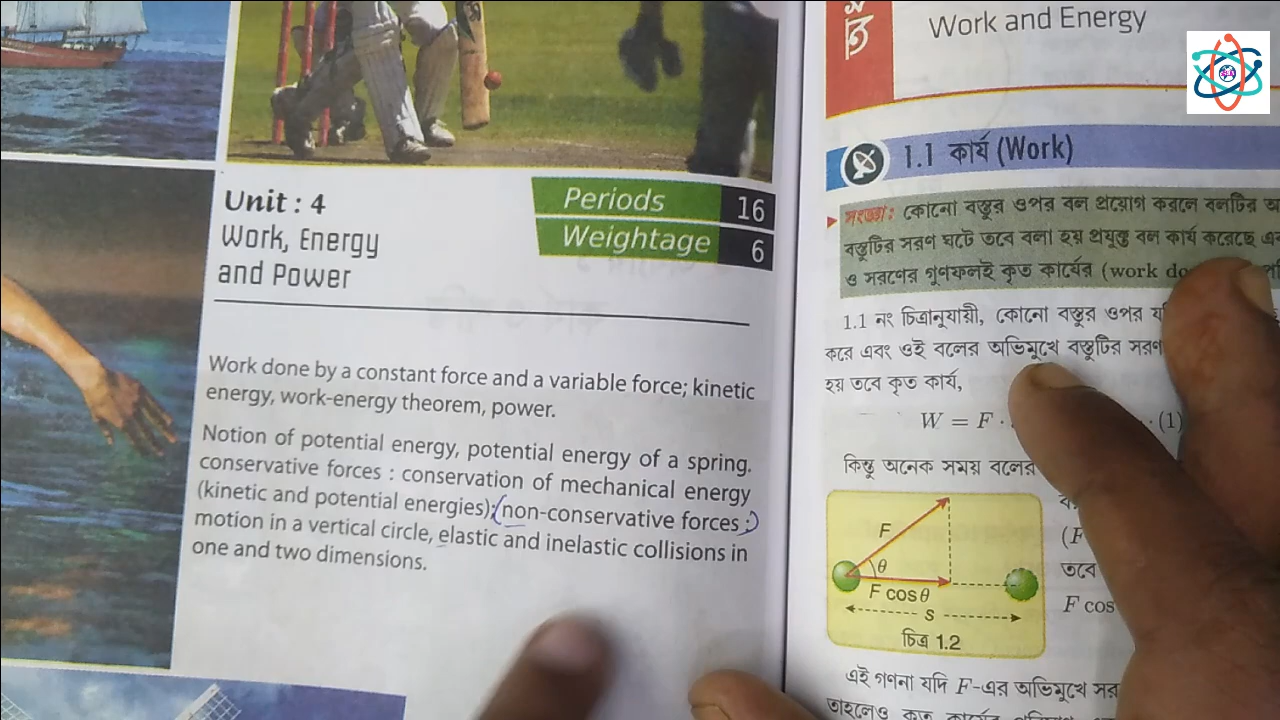 Unit : 4
Work, Energy
and Power
Periods 16
Weightage 6
Work done by a constant force and a variable force; kinetic
energy, work-energy theorem, power.
Notion of potential energy, potential energy of a spring.
conservative forces : conservation of mechanical energy
(kinetic and potential energies);(non-conservative forces ;)
motion in a vertical circle, elastic and inelastic collisions in
one and two dimensions.
Work and Energy
1.1 কার্য (Work)
সংজ্ঞা: কোনো বস্তুর ওপর বল প্রয়োগ করলে বলটির
বস্তুটির সরণ ঘটে তবে বলা হয় প্রযুক্ত বল কার্য করেছে
ও সরণের গুণফলই কৃত কার্যের (work
1.1 নং চিত্রানুযায়ী, কোনো বস্তুর ওপর
করে এবং ওই বলের অভিমুখে বস্তুটির সরণ
হয় তবে কৃত কার্য,
W = F · (1)
কিন্তু অনেক সময় বলের
F
θ
F cosθ
s
চিত্র 1.2
(F
তবে
F cos
এই গণনা যদি F-এর অভিমুখে
তাহলেও কৃত কার্যের